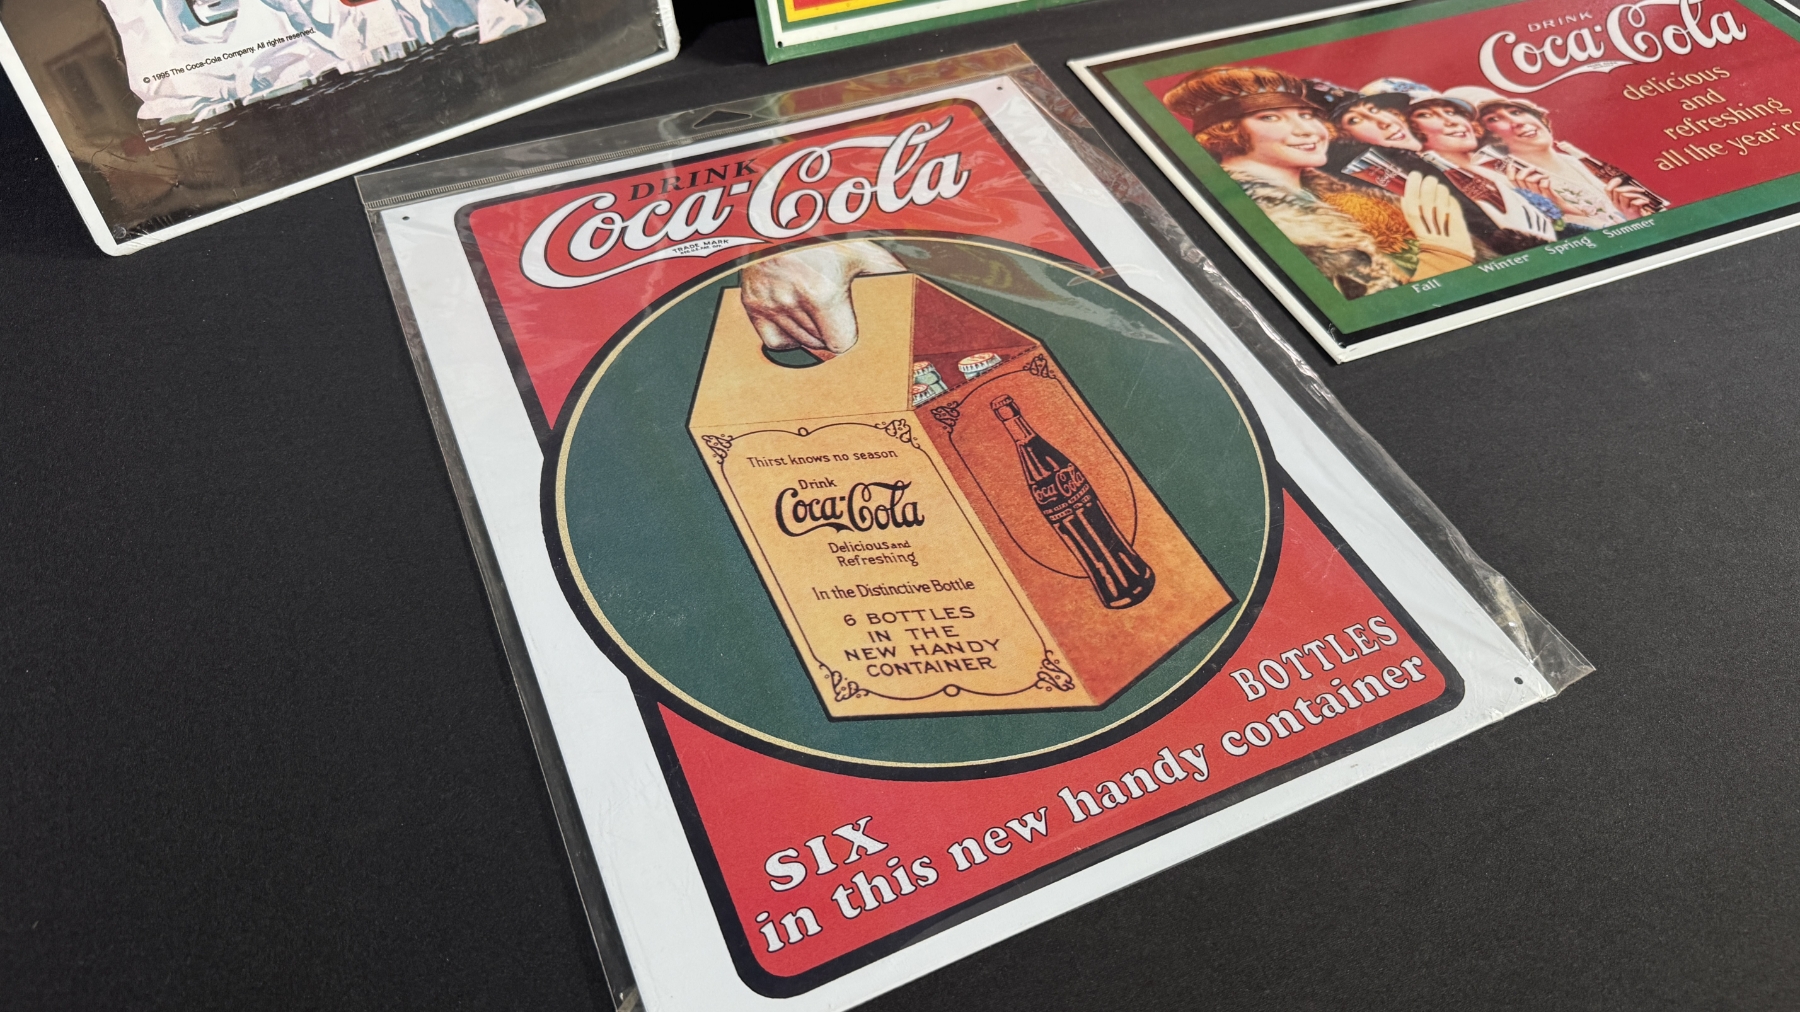 © 1995 The Coca-Cola Company. All rights reserved.
DRINK
Coca-Cola
TRADE MARK
Thirst knows no season
Drink
Coca-Cola
Delicious and
Refreshing
In the Distinctive Bottle
6 BOTTLES
IN THE
NEW HANDY
CONTAINER
Coca-Cola
SIX
BOTTLES
in this new handy container
DRINK
Coca-Cola
delicious
and
refreshing
all the year
Fall
Winter
Spring
Summer